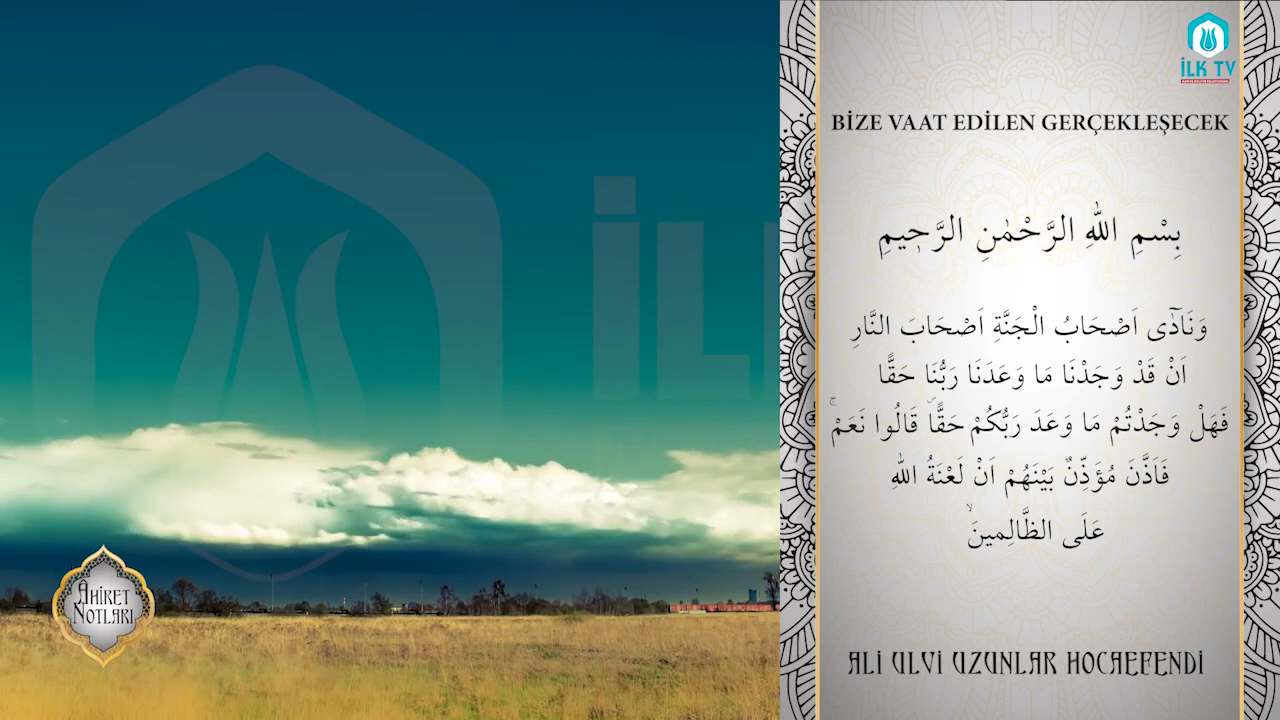 İLK TV
BİZE VAAT EDİLEN GERÇEKLEŞECEK
بِسْمِ اللّٰهِ الرَّحْمٰنِ الرَّح۪يمِ
وَنَادٰٓى اَصْحَابُ الْجَنَّةِ اَصْحَابَ النَّارِ
اَنْ قَدْ وَجَدْنَا مَا وَعَدَنَا رَبُّنَا حَقًّا
فَهَلْ وَجَدْتُمْ مَا وَعَدَ رَبُّكُمْ حَقًّاۜ قَالُوا نَعَمْۚ
فَاَذَّنَ مُؤَذِّنٌ بَيْنَهُمْ اَنْ لَعْنَةُ اللّٰهِ
عَلَى الظَّالِمينَۙ
ALİ ULVİ UZUNLAR HOCAEFENDİ
AHİRET
NOTLARI
İL